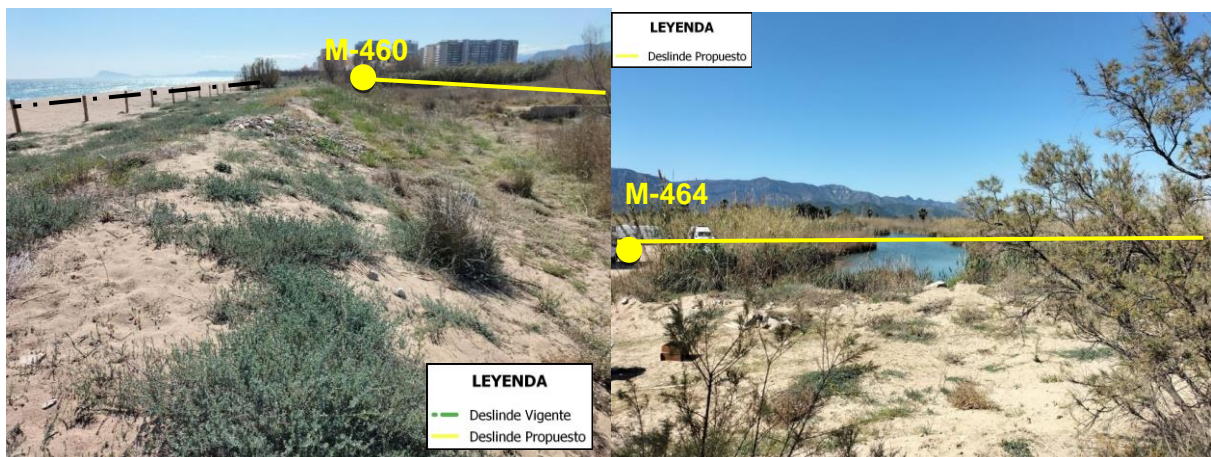 M-460
LEYENDA
Deslinde Vigente
Deslinde Propuesto
LEYENDA
Deslinde Propuesto
M-464